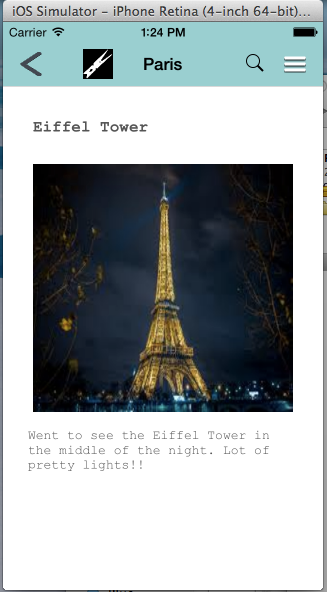 iOS Simulator - iPhone Retina (4-inch 64-bit)...
Carrier 1:24 PM
Paris
Eiffel Tower
Went to see the Eiffel Tower in
the middle of the night. Lot of
pretty lights!!